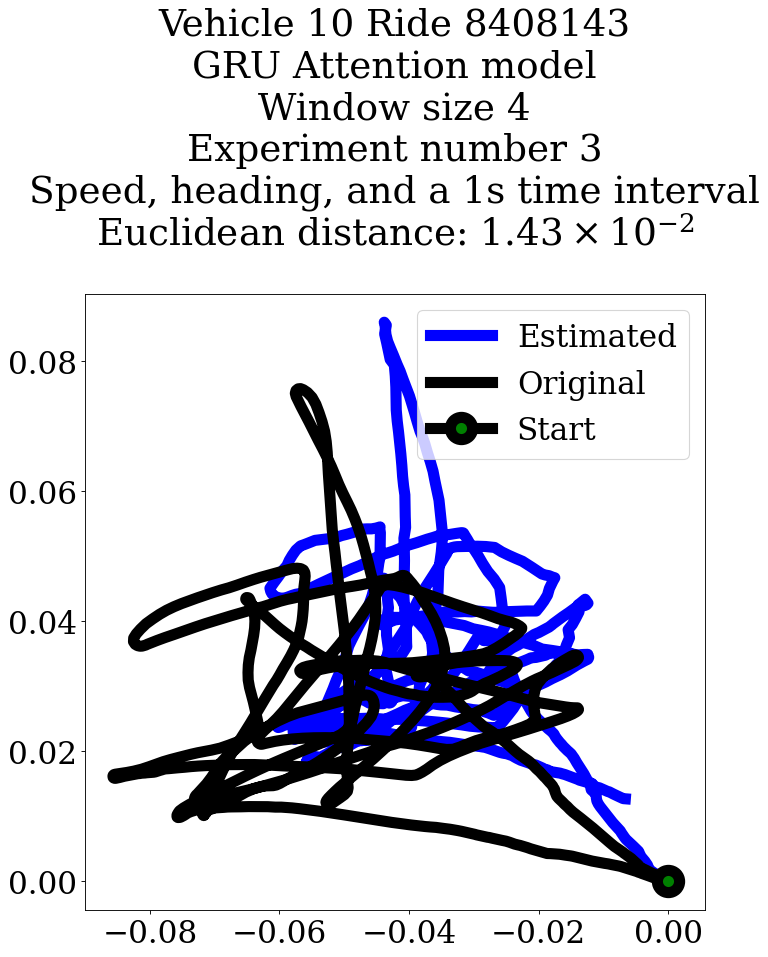 Vehicle 10 Ride 8408143
GRU Attention model
Window size 4
Experiment number 3
Speed, heading, and a 1s time interval
Euclidean distance: 1.43 × 10⁻²
Estimated
Original
Start
0.08
0.06
0.04
0.02
0.00
−0.08 −0.06 −0.04 −0.02 0.00